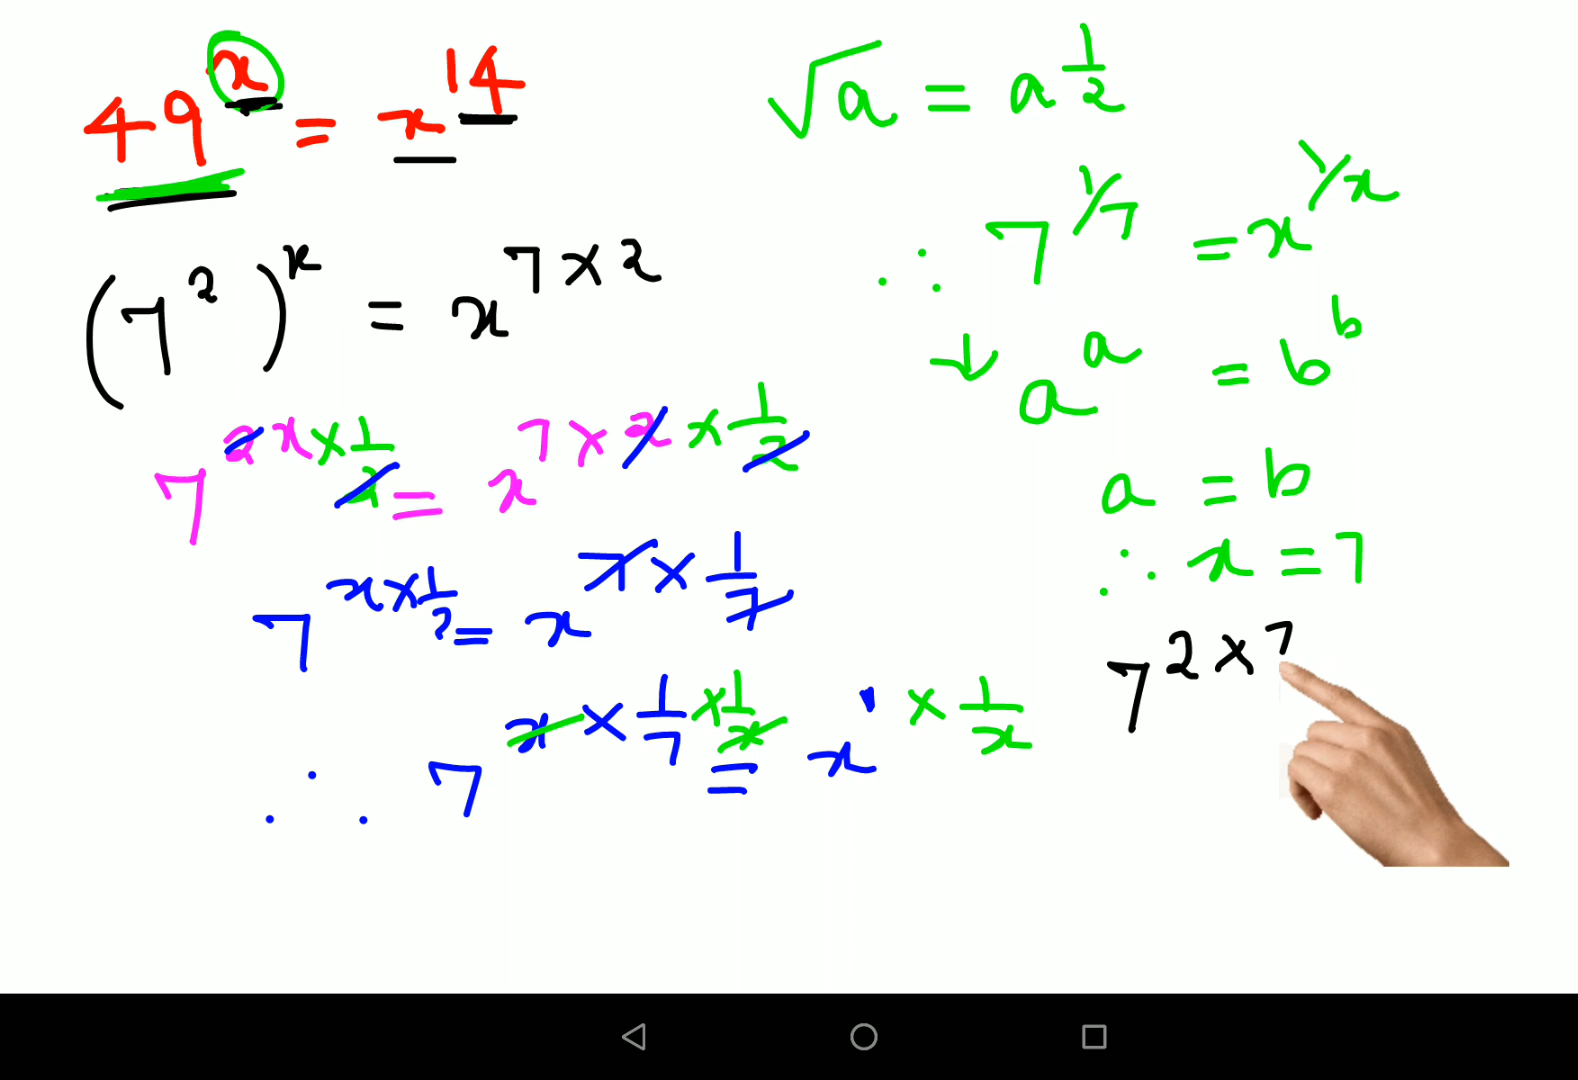 49^x = x^14
(7^2)^x = x^(7×2)
7^(2x×1/2) = x^(7×2×1/2)
7^(x×1/7) = x^(7×1/7)
∴ 7^(x×1/7×1/x) = x^(1×1/x)
√a = a^(1/2)
∴ 7^(1/7) = x^(1/x)
↓ a^a = b^b
a = b
∴ x = 7
7^(2×7